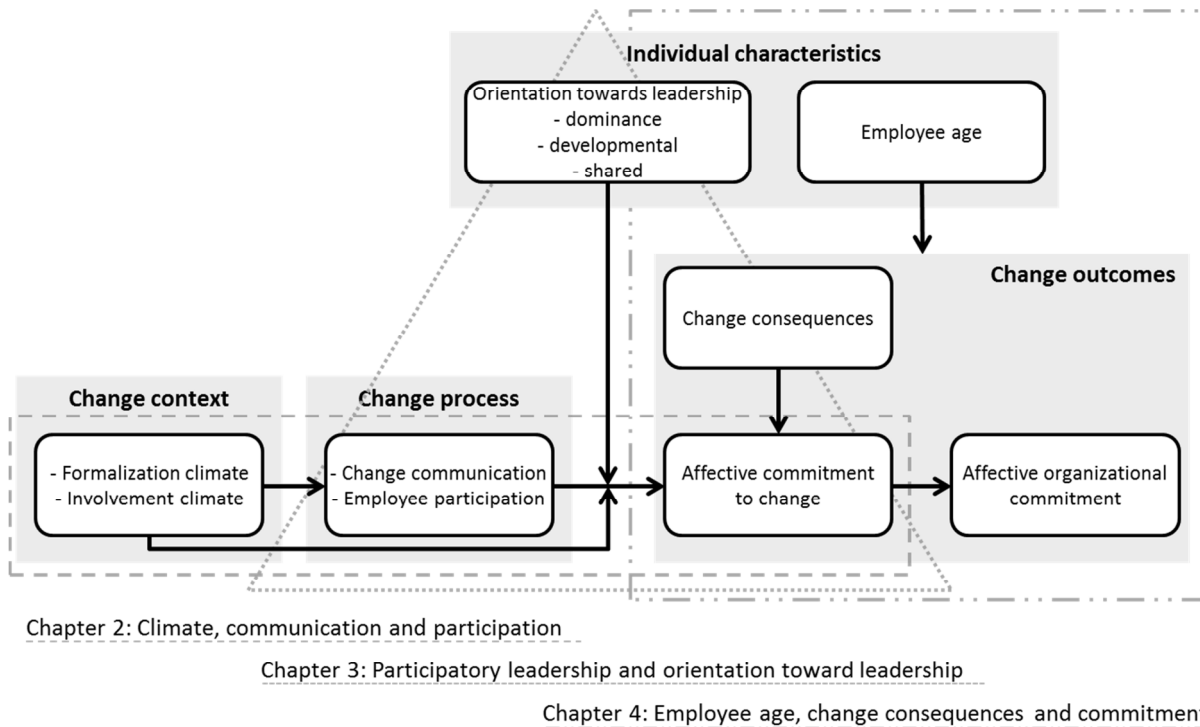 Individual characteristics
Orientation towards leadership
- dominance
- developmental
- shared
Employee age
Change outcomes
Change consequences
Change context
Change process
- Formalization climate
- Involvement climate
- Change communication
- Employee participation
Affective commitment
to change
Affective organizational
commitment
Chapter 2: Climate, communication and participation
Chapter 3: Participatory leadership and orientation toward leadership
Chapter 4: Employee age, change consequences and commitment